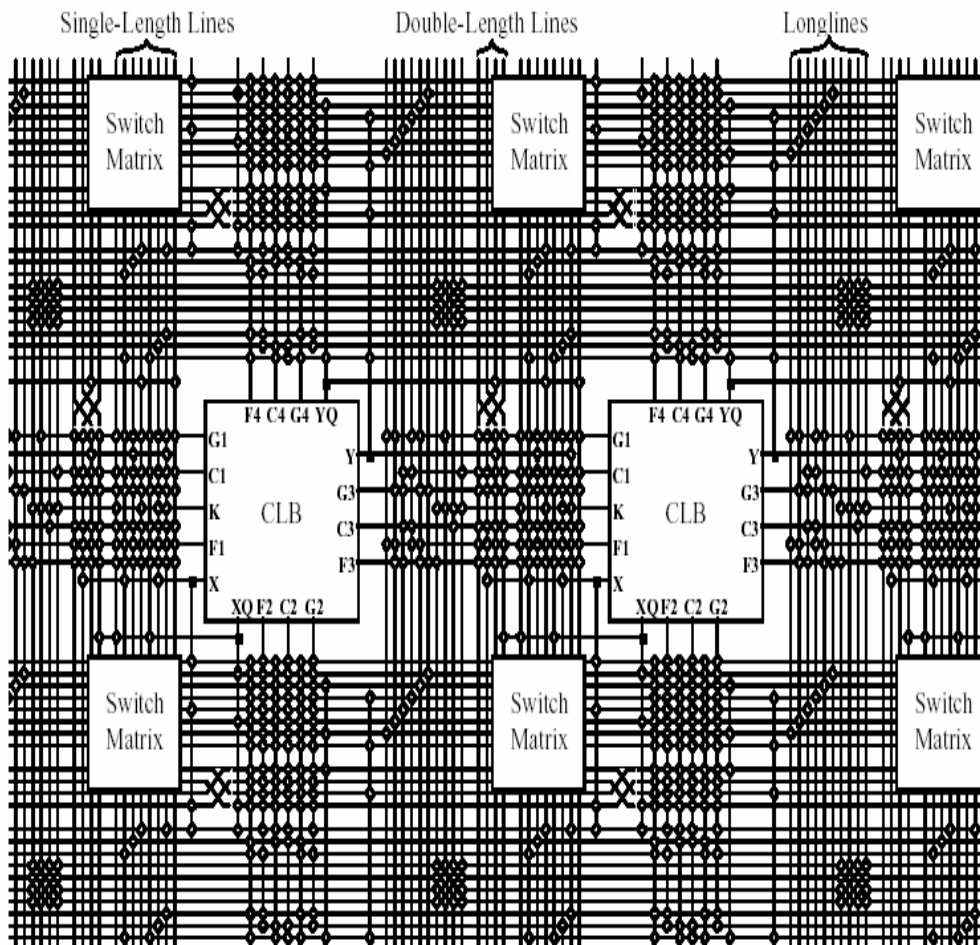 Single-Length Lines Double-Length Lines Longlines
Switch Matrix
Switch Matrix
Switch Matrix
F4 C4 G4 YQ
G1
C1
K
F1
X
CLB
Y
G3
C3
F3
XQ F2 C2 G2
F4 C4 G4 YQ
G1
C1
K
F1
X
CLB
Y
G3
C3
F3
XQ F2 C2 G2
Switch Matrix
Switch Matrix
Switch Matrix